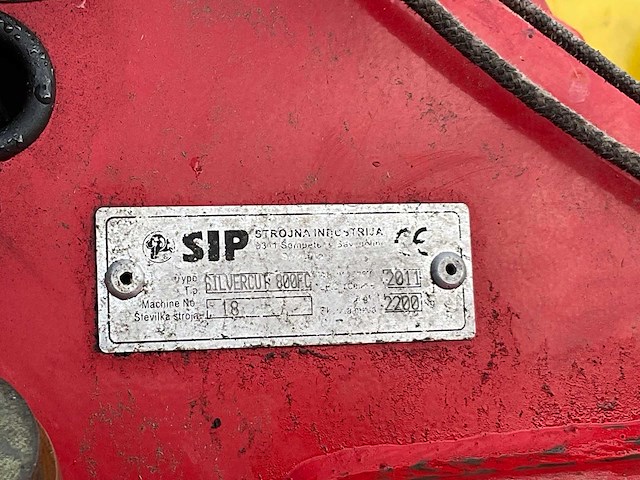 SIP STROJNA INDUSTRIJA CE
Type SILVERCUT 800FC 2011
Tip
Machine No. 18 2200
Številka stroja